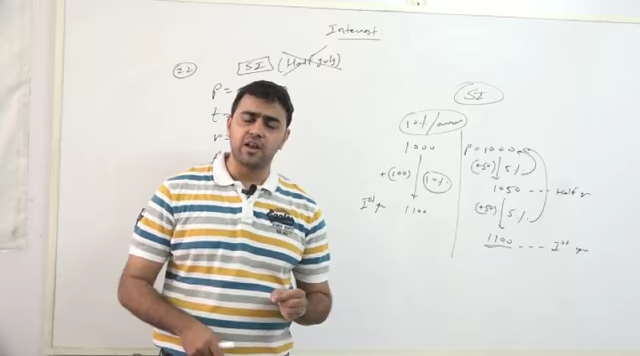 Interest
22 SI (Half yearly)
P =
t =
r =
SI
10%/annum
1000
+(100) 10%
Ist yr 1100
P = 1000
(+50) 5%
1050 --- Half yr
(+50) 5%
1100 --- Ist yr